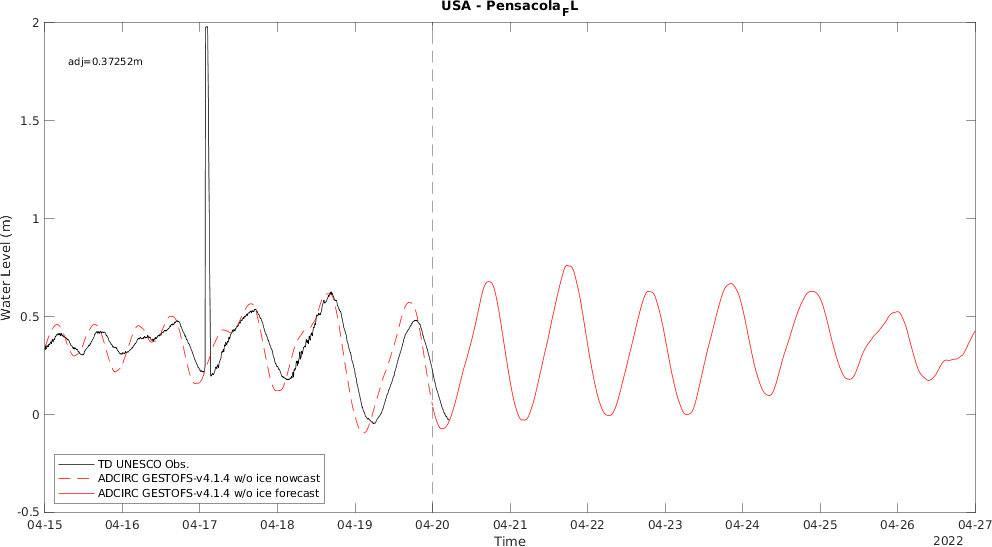 USA - Pensacola_FL
2
adj=0.37252m
1.5
1
Water Level (m)
0.5
0
TD UNESCO Obs.
ADCIRC GESTOFS-v4.1.4 w/o ice nowcast
ADCIRC GESTOFS-v4.1.4 w/o ice forecast
-0.5
04-15 04-16 04-17 04-18 04-19 04-20 04-21 04-22 04-23 04-24 04-25 04-26 04-27
Time
2022